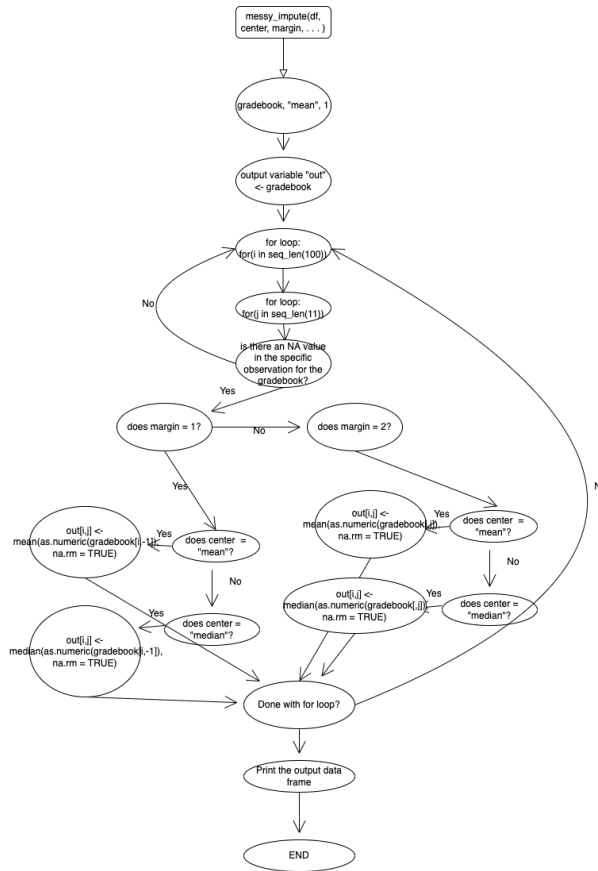 messy_impute(df,
center, margin, . . . )
gradebook, "mean", 1
output variable "out"
<- gradebook
for loop:
for(i in seq_len(100))
No
for loop:
for(j in seq_len(11))
is there an NA value
in the specific
observation for the
gradebook?
Yes
does margin = 1?
No
does margin = 2?
Yes
N
out[i,j] <-
mean(as.numeric(gradebook[i,-1]),
na.rm = TRUE)
Yes
does center =
"mean"?
out[i,j] <-
mean(as.numeric(gradebook[,j]),
na.rm = TRUE)
Yes
does center =
"mean"?
No
No
out[i,j] <-
median(as.numeric(gradebook[i,-1]),
na.rm = TRUE)
Yes
does center =
"median"?
out[i,j] <-
median(as.numeric(gradebook[,j])
na.rm = TRUE)
Yes
does center =
"median"?
Done with for loop?
Print the output data
frame
END